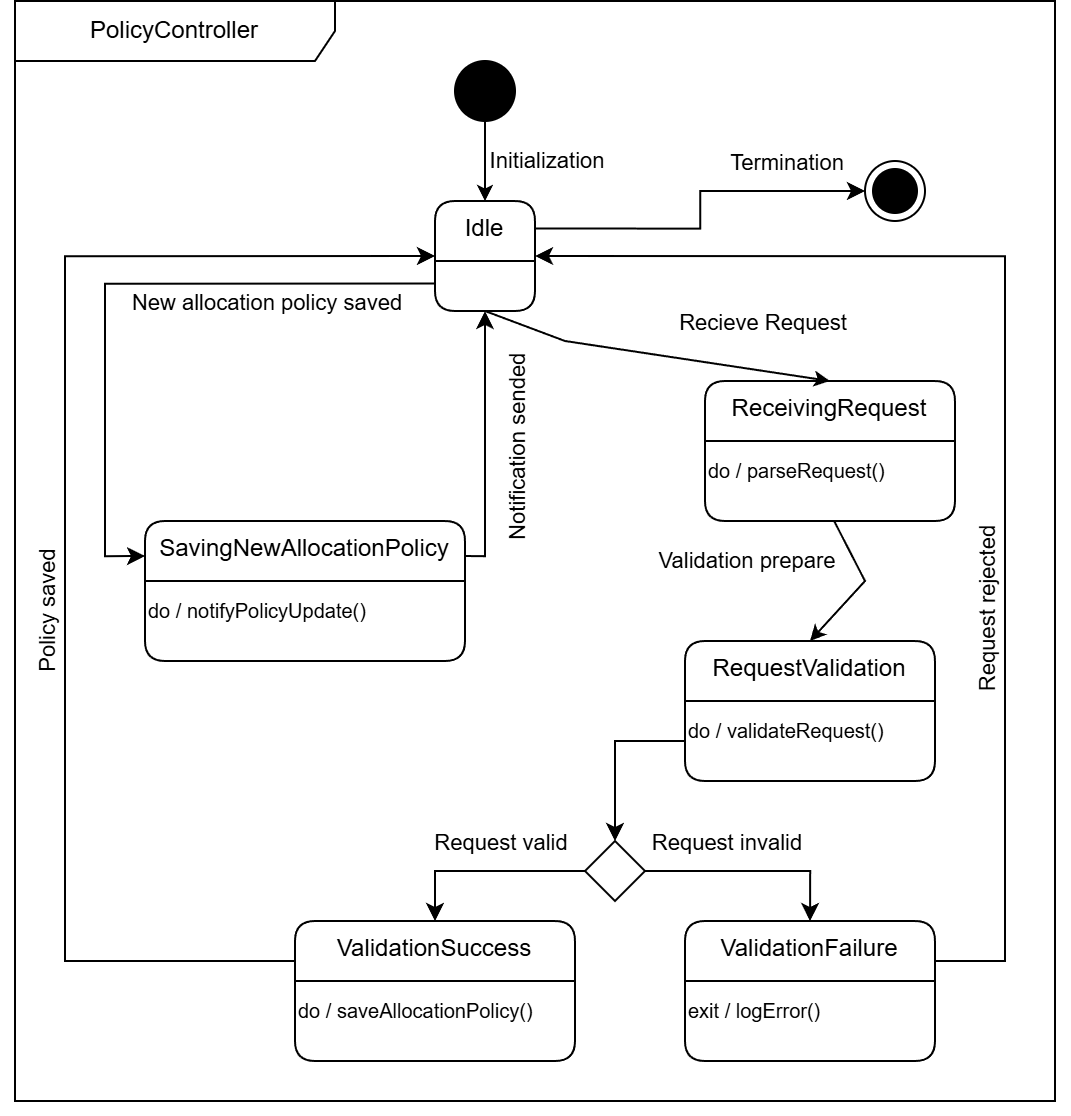 PolicyController
Initialization
Termination
Idle
New allocation policy saved
Recieve Request
Notification sended
ReceivingRequest
do / parseRequest()
SavingNewAllocationPolicy
do / notifyPolicyUpdate()
Validation prepare
Policy saved
Request rejected
RequestValidation
do / validateRequest()
Request valid
Request invalid
ValidationSuccess
do / saveAllocationPolicy()
ValidationFailure
exit / logError()